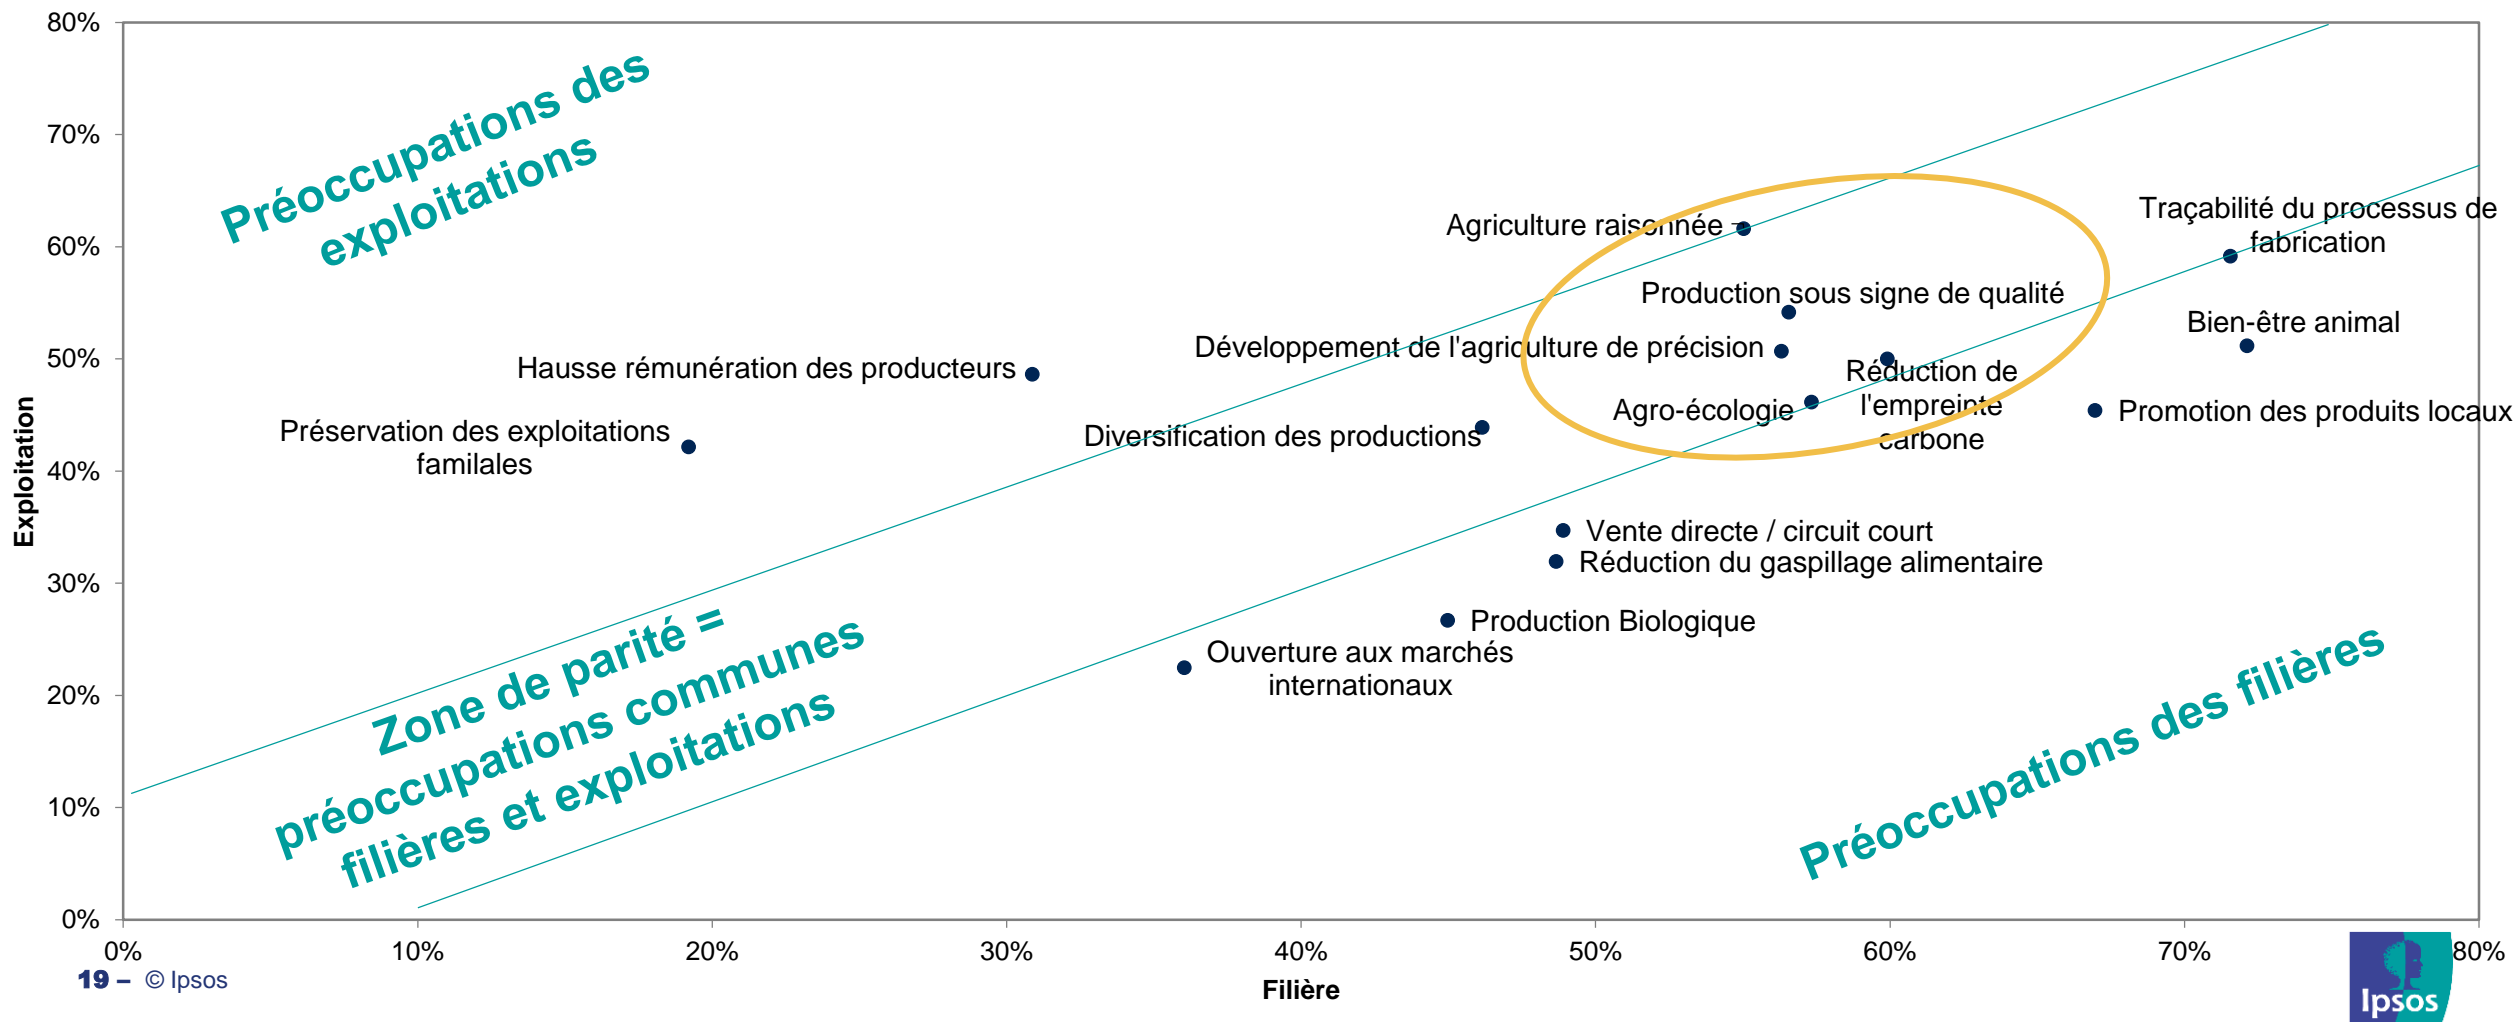 80%
70%
60%
50%
40%
30%
20%
10%
0%
Exploitation
Préoccupations des
exploitations
Agriculture raisonnée
Traçabilité du processus de
fabrication
Production sous signe de qualité
Bien-être animal
Développement de l'agriculture de précision
Hausse rémunération des producteurs
Réduction de
l'empreinte
carbone
Agro-écologie
Promotion des produits locaux
Préservation des exploitations
familales
Diversification des productions
Vente directe / circuit court
Réduction du gaspillage alimentaire
Production Biologique
Ouverture aux marchés
internationaux
Zone de parité =
préoccupations communes
filières et exploitations
Préoccupations des filières
0%
10%
20%
30%
40%
50%
60%
70%
80%
Filière
19 – © Ipsos
Ipsos